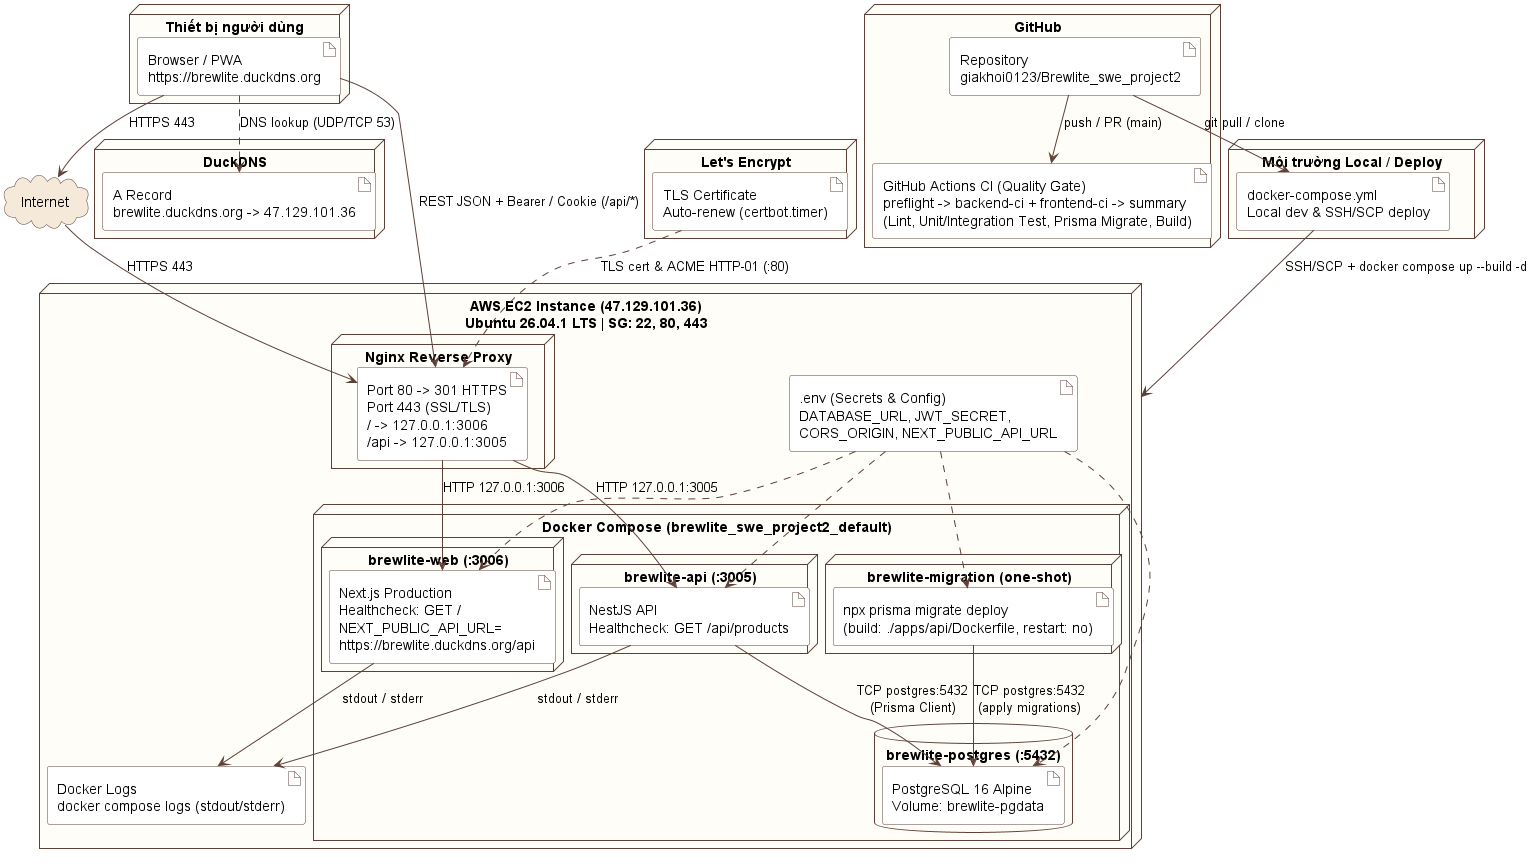 Thiết bị người dùng
Browser / PWA
https://brewlite.duckdns.org
GitHub
Repository
giakhoi0123/Brewlite_swe_project2
HTTPS 443
DNS lookup (UDP/TCP 53)
push / PR (main)
git pull / clone
DuckDNS
A Record
brewlite.duckdns.org -> 47.129.101.36
Let's Encrypt
TLS Certificate
Auto-renew (certbot.timer)
GitHub Actions CI (Quality Gate)
preflight -> backend-ci + frontend-ci -> summary
(Lint, Unit/Integration Test, Prisma Migrate, Build)
Môi trường Local / Deploy
docker-compose.yml
Local dev & SSH/SCP deploy
Internet
REST JSON + Bearer / Cookie (/api/*)
HTTPS 443
TLS cert & ACME HTTP-01 (:80)
SSH/SCP + docker compose up --build -d
AWS EC2 Instance (47.129.101.36)
Ubuntu 26.04.1 LTS | SG: 22, 80, 443
Nginx Reverse Proxy
Port 80 -> 301 HTTPS
Port 443 (SSL/TLS)
/ -> 127.0.0.1:3006
/api -> 127.0.0.1:3005
.env (Secrets & Config)
DATABASE_URL, JWT_SECRET,
CORS_ORIGIN, NEXT_PUBLIC_API_URL
HTTP 127.0.0.1:3006
HTTP 127.0.0.1:3005
Docker Compose (brewlite_swe_project2_default)
brewlite-web (:3006)
Next.js Production
Healthcheck: GET /
NEXT_PUBLIC_API_URL=
https://brewlite.duckdns.org/api
brewlite-api (:3005)
NestJS API
Healthcheck: GET /api/products
brewlite-migration (one-shot)
npx prisma migrate deploy
(build: ./apps/api/Dockerfile, restart: no)
stdout / stderr
stdout / stderr
TCP postgres:5432
(Prisma Client)
TCP postgres:5432
(apply migrations)
brewlite-postgres (:5432)
PostgreSQL 16 Alpine
Volume: brewlite-pgdata
Docker Logs
docker compose logs (stdout/stderr)